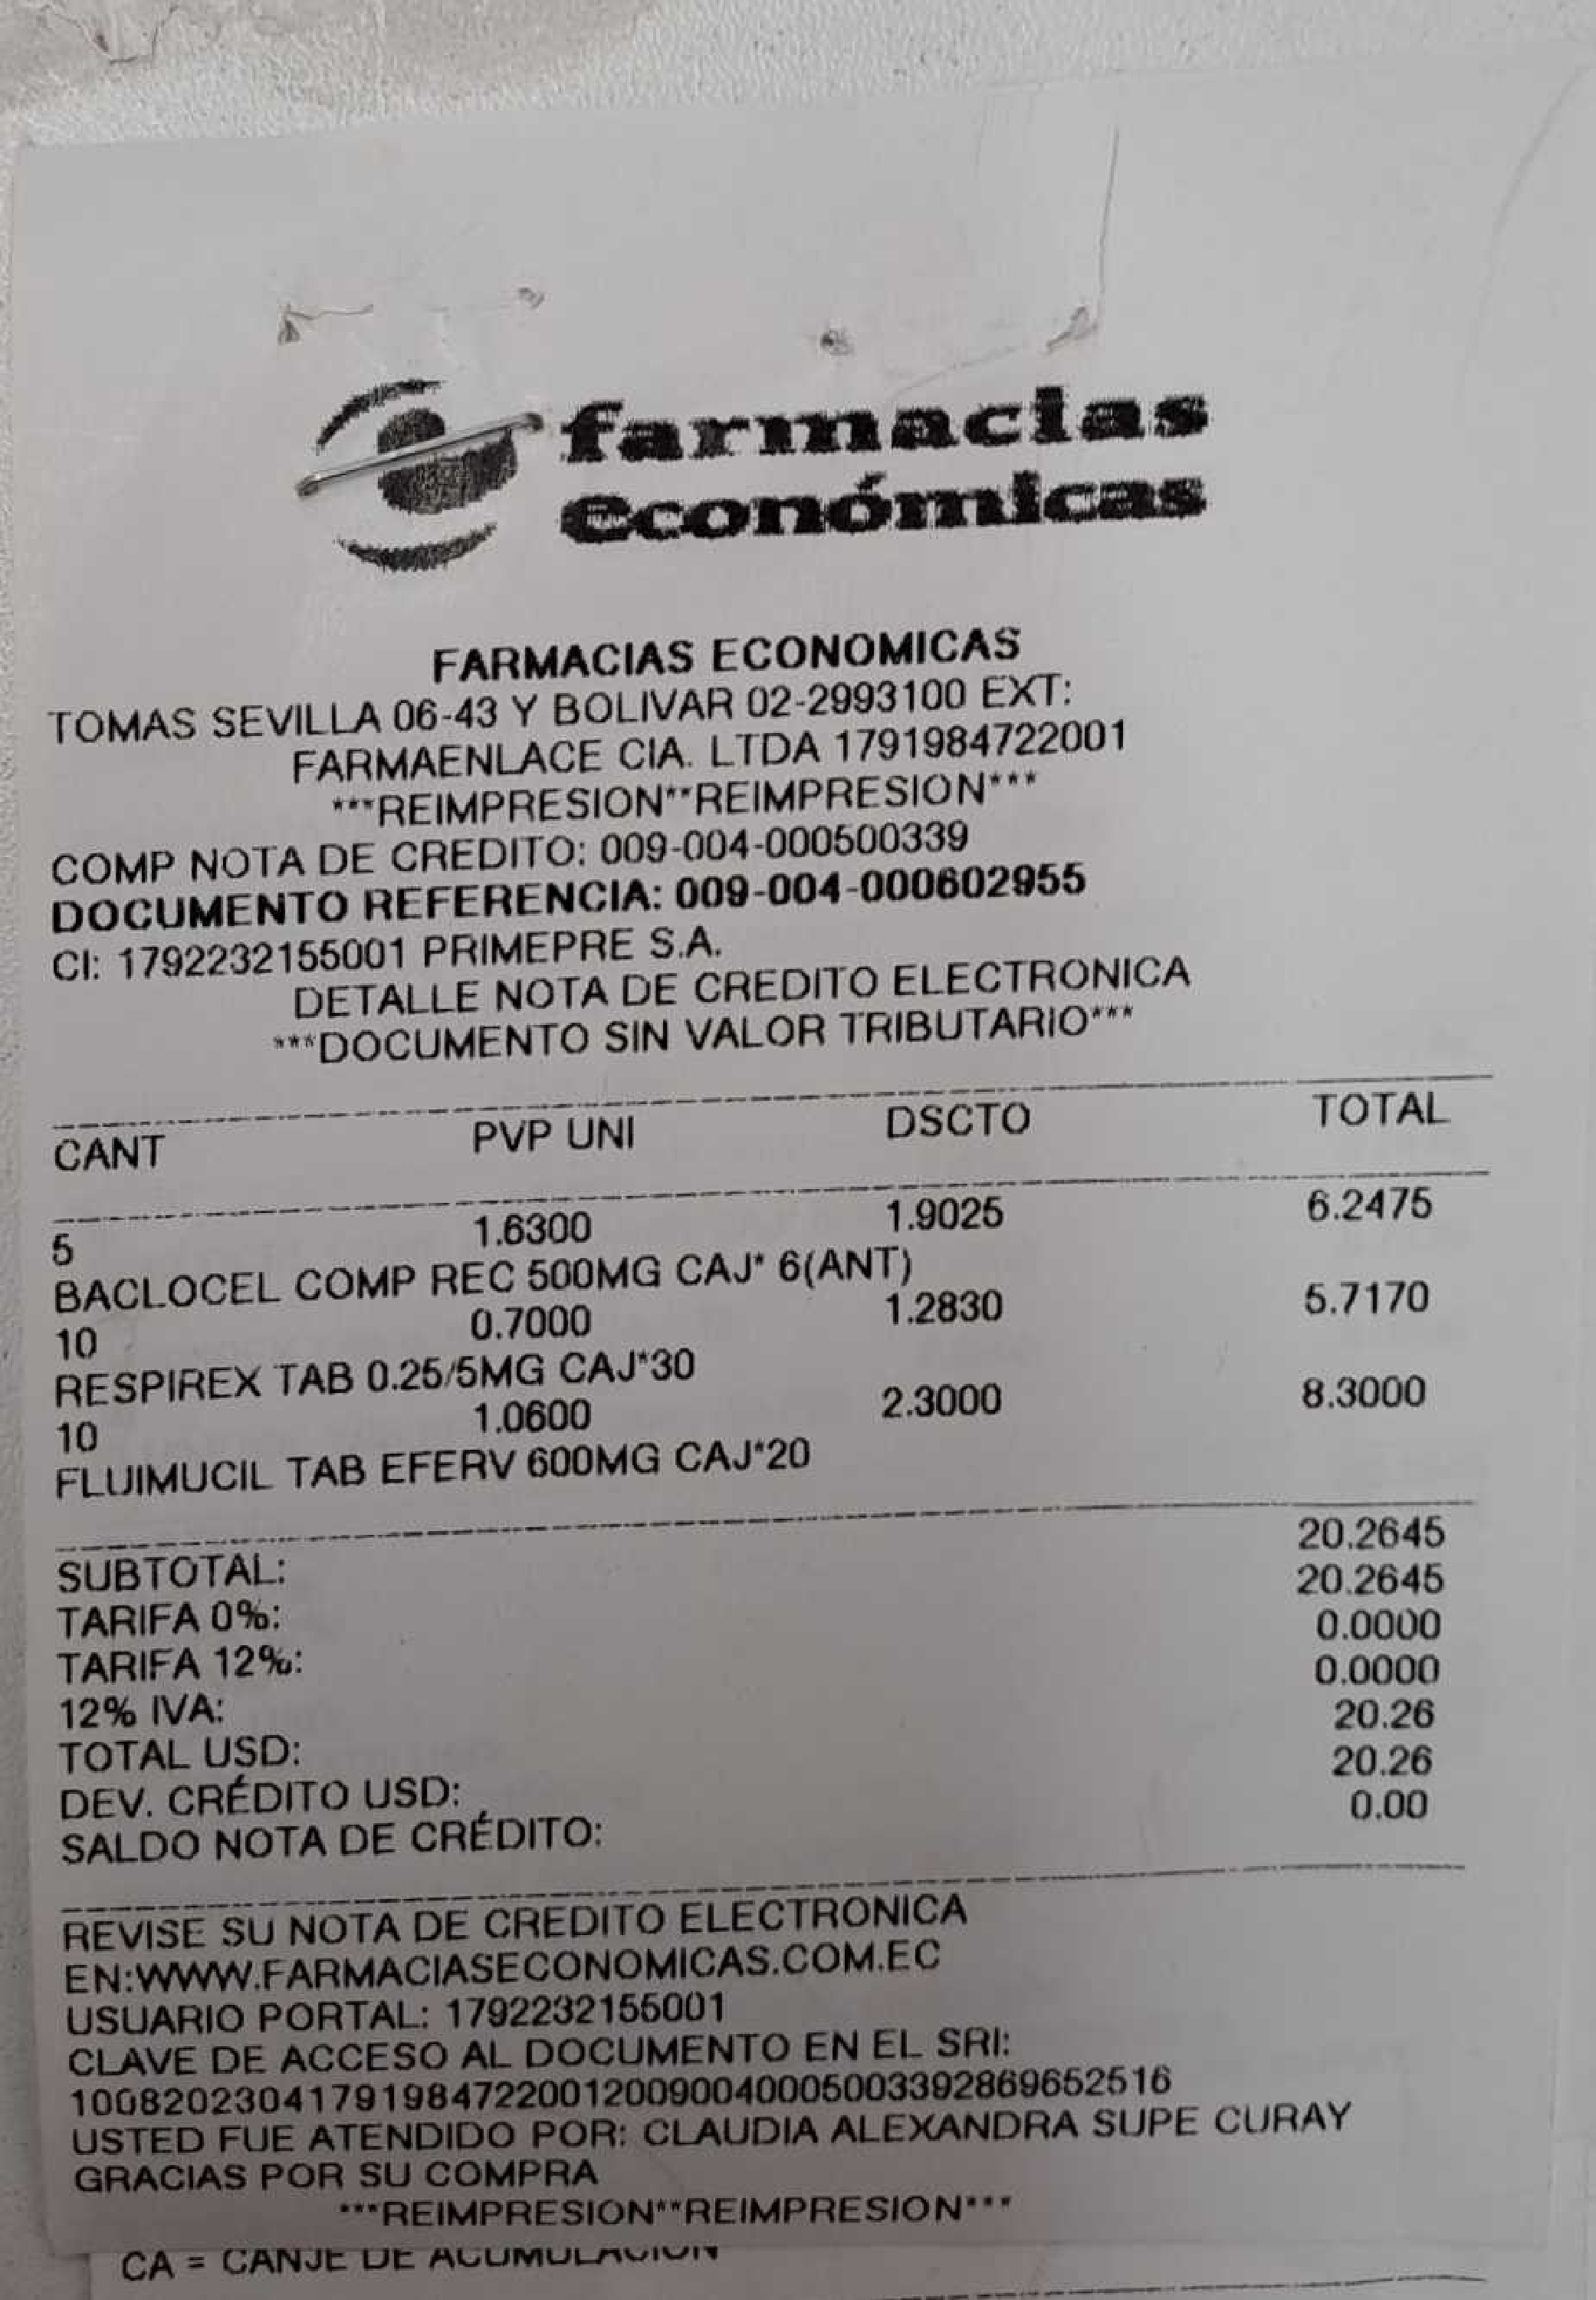 farmacias
económicas
FARMACIAS ECONOMICAS
TOMAS SEVILLA 06-43 Y BOLIVAR 02-2993100 EXT:
FARMAENLACE CIA. LTDA 1791984722001
***REIMPRESION**REIMPRESION***
COMP NOTA DE CREDITO: 009-004-000500339
DOCUMENTO REFERENCIA: 009-004-000602955
CI: 1792232155001 PRIMEPRE S.A.
DETALLE NOTA DE CREDITO ELECTRONICA
***DOCUMENTO SIN VALOR TRIBUTARIO***
CANT PVP UNI DSCTO TOTAL
5 1.6300 1.9025 6.2475
BACLOCEL COMP REC 500MG CAJ* 6(ANT)
10 0.7000 1.2830 5.7170
RESPIREX TAB 0.25/5MG CAJ*30
10 1.0600 2.3000 8.3000
FLUIMUCIL TAB EFERV 600MG CAJ*20
SUBTOTAL: 20.2645
TARIFA 0%: 20.2645
TARIFA 12%: 0.0000
12% IVA: 0.0000
TOTAL USD: 20.26
DEV. CRÉDITO USD: 20.26
SALDO NOTA DE CRÉDITO: 0.00
REVISE SU NOTA DE CREDITO ELECTRONICA
EN:WWW.FARMACIASECONOMICAS.COM.EC
USUARIO PORTAL: 1792232155001
CLAVE DE ACCESO AL DOCUMENTO EN EL SRI:
1008202304179198472200120090040005003392869652516
USTED FUE ATENDIDO POR: CLAUDIA ALEXANDRA SUPE CURAY
GRACIAS POR SU COMPRA
***REIMPRESION**REIMPRESION***
CA = CANJE DE ACUMULACION